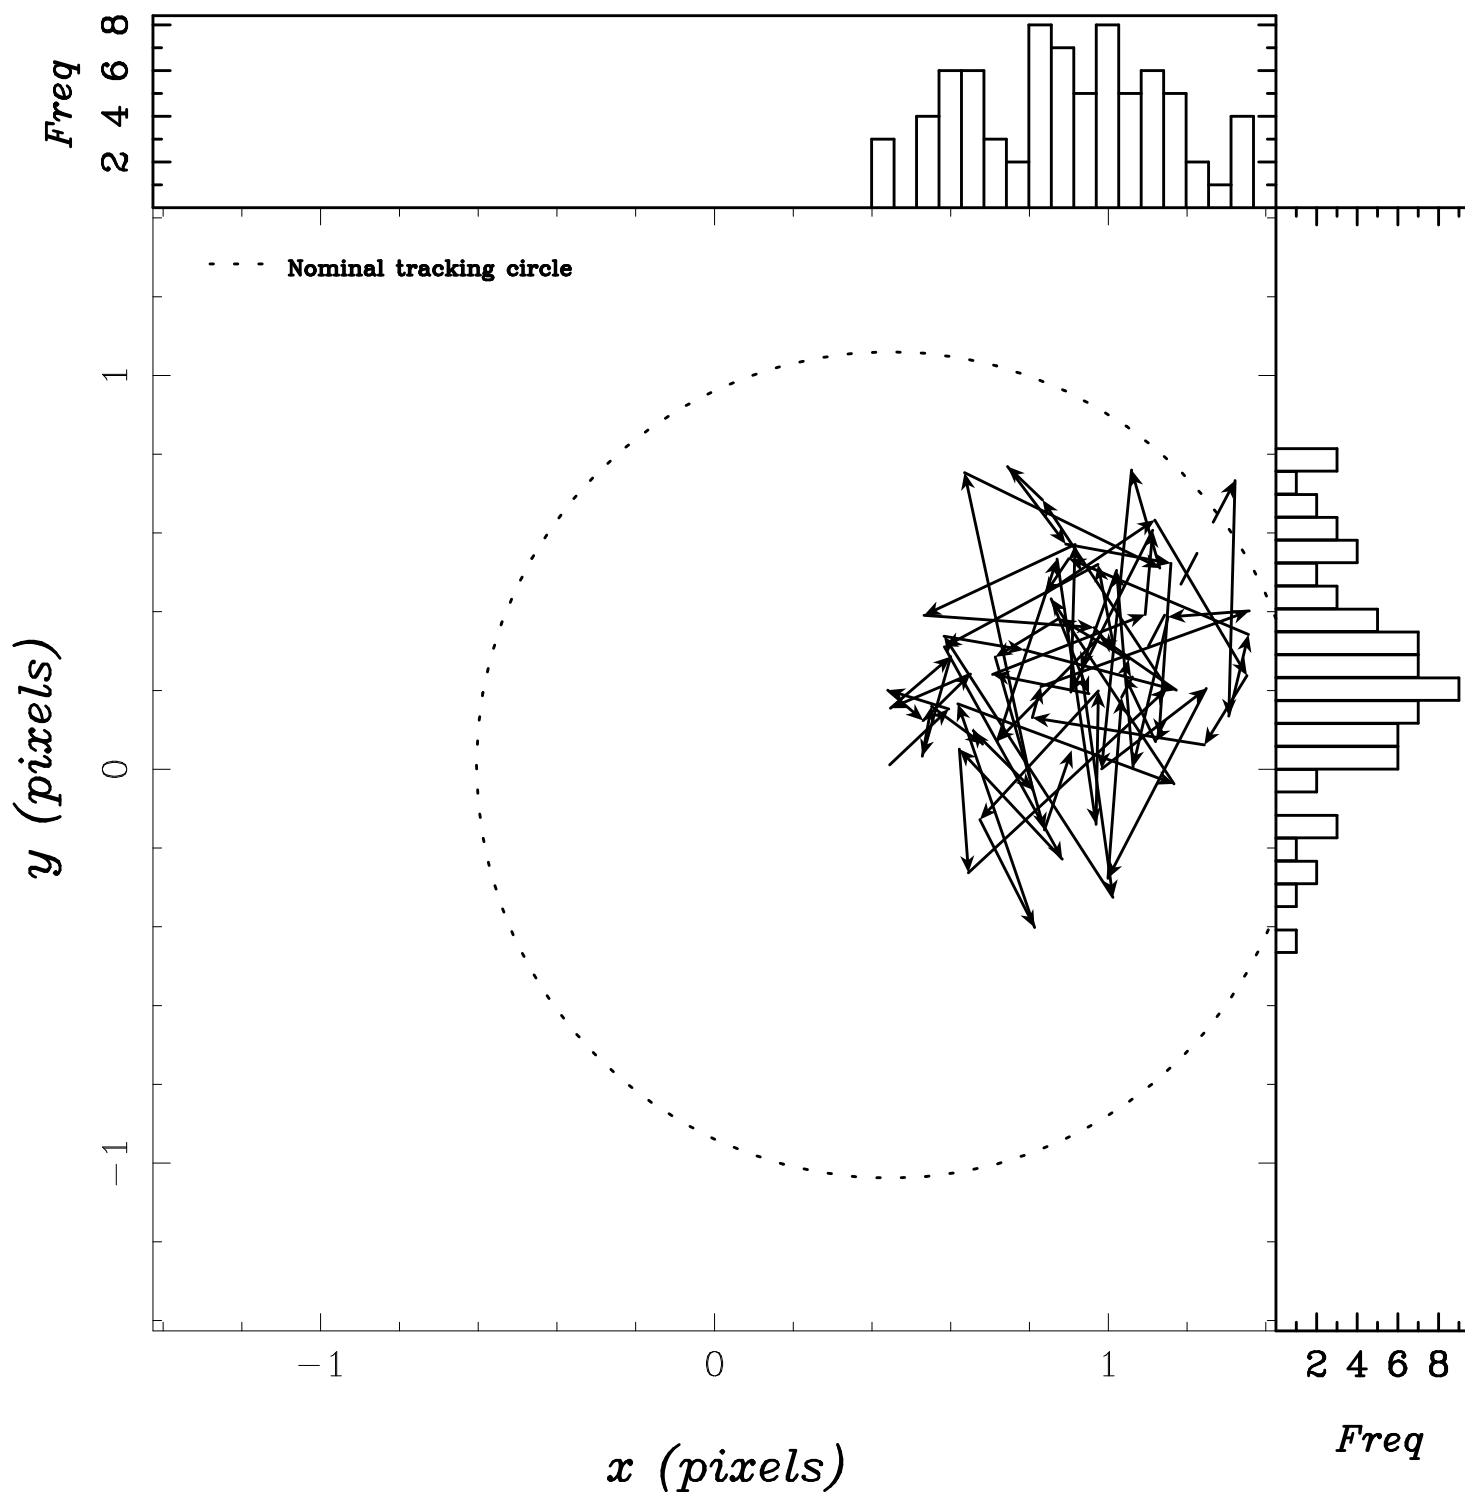 Freq
8
6
4
2
Nominal tracking circle
y (pixels)
1
0
−1
−1 0 1
2 4 6 8
x (pixels)
Freq